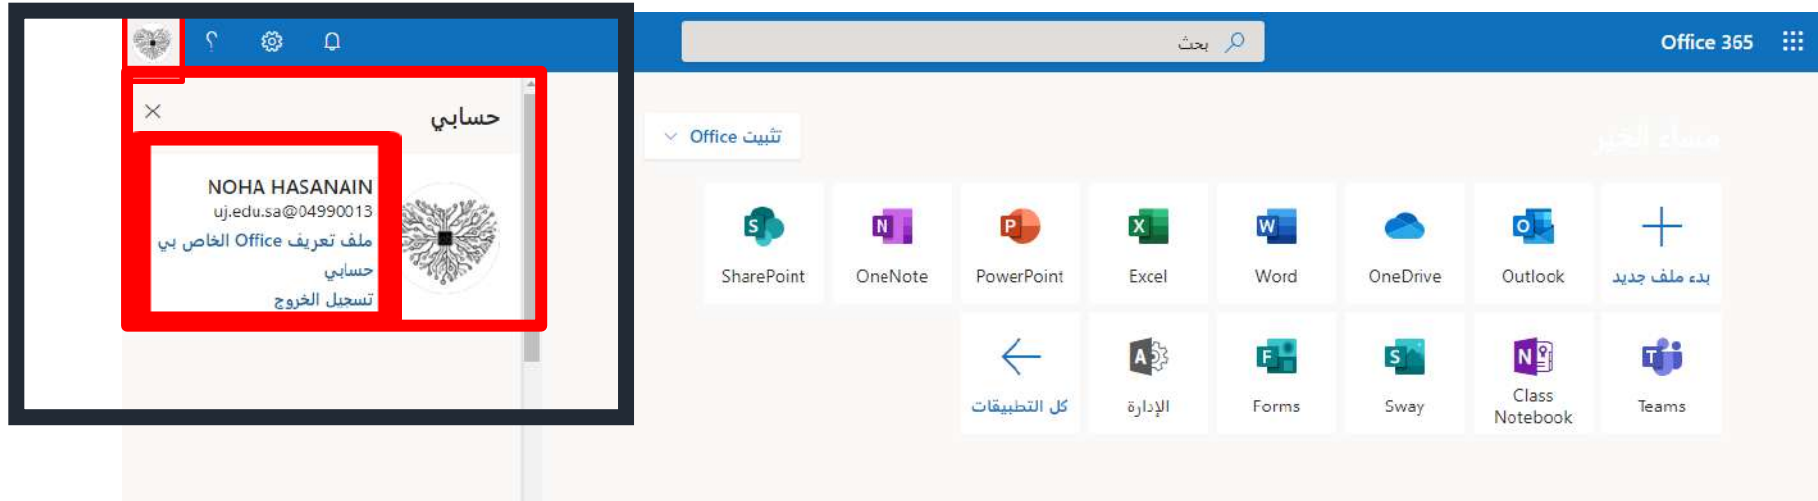 Office 365
بحث
؟
حسابي
NOHA HASANAIN
uj.edu.sa@04990013
ملف تعريف Office الخاص بي
حسابي
تسجيل الخروج
مساء الخير
تثبيت Office
بدء ملف جديد
Outlook
OneDrive
Word
Excel
PowerPoint
OneNote
SharePoint
Teams
Class
Notebook
Sway
Forms
الإدارة
كل التطبيقات